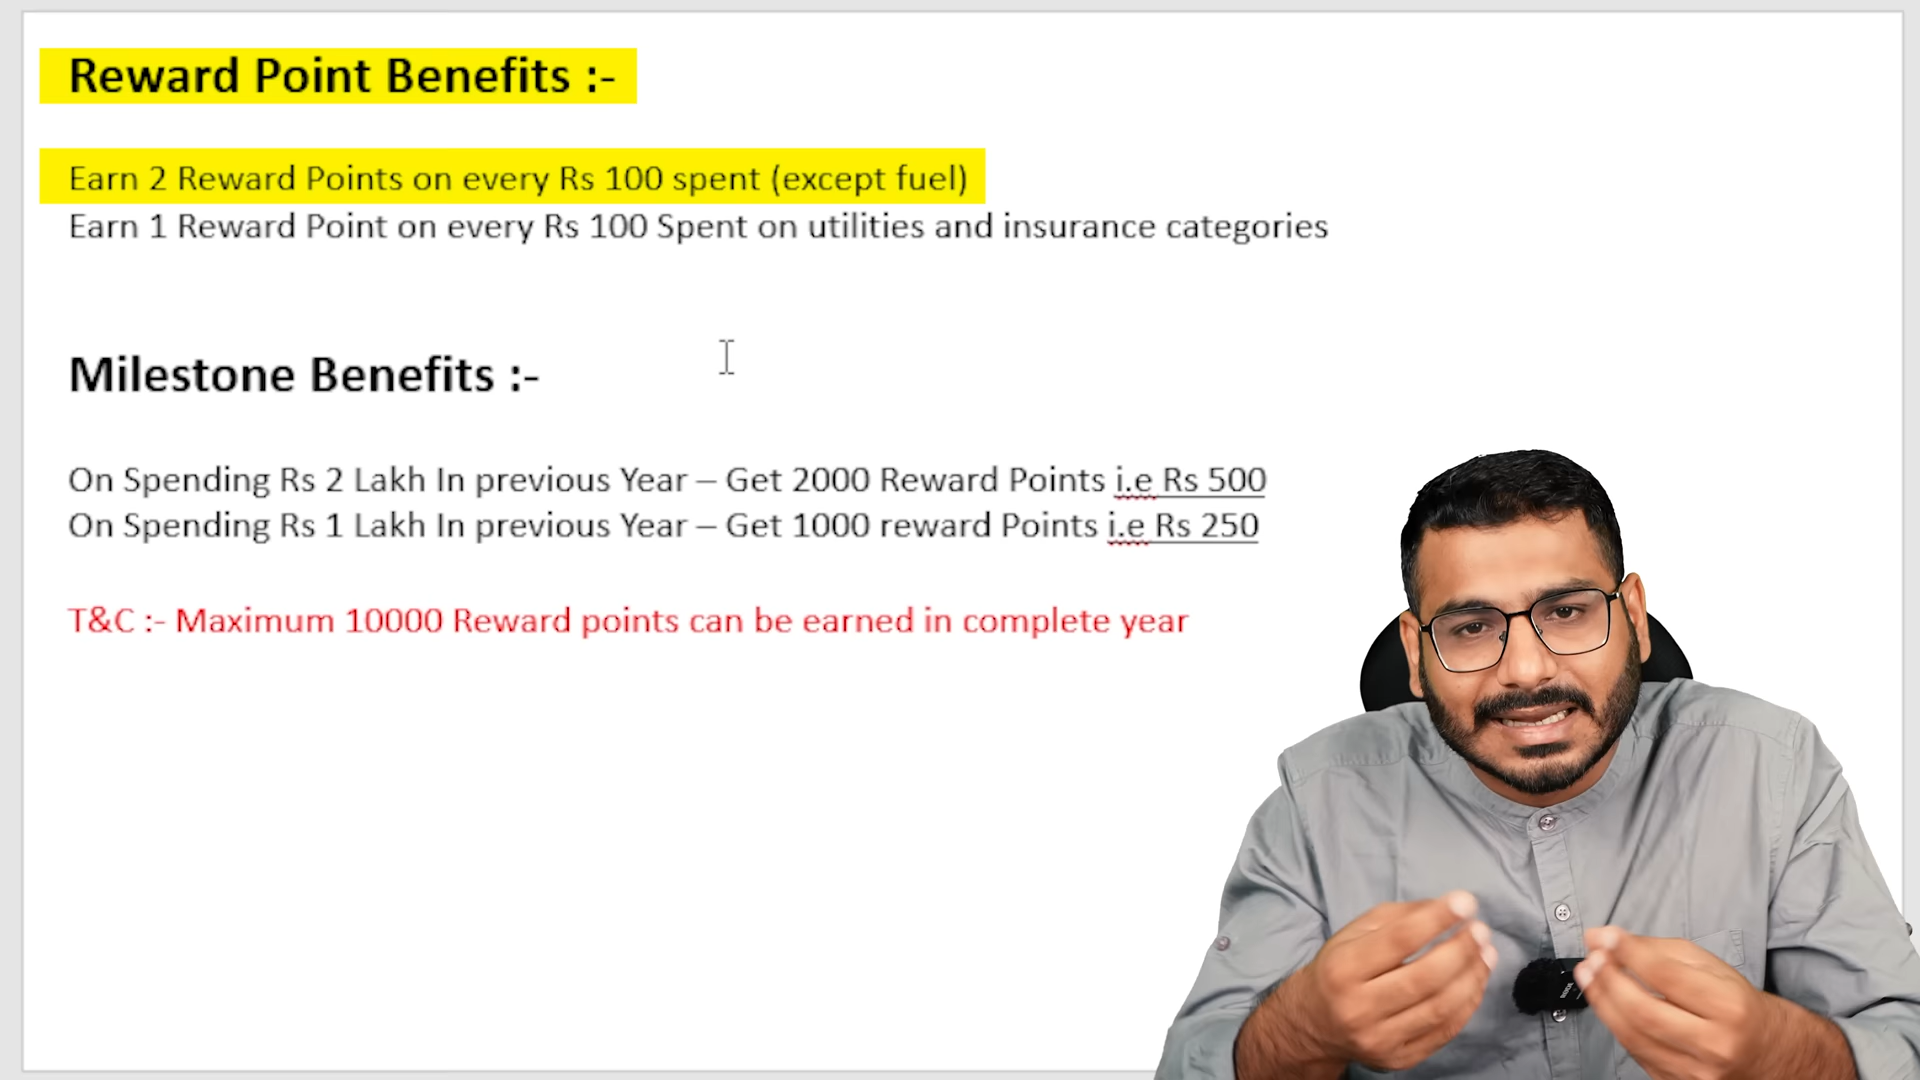 Reward Point Benefits :-
Earn 2 Reward Points on every Rs 100 spent (except fuel)
Earn 1 Reward Point on every Rs 100 Spent on utilities and insurance categories
Milestone Benefits :-
On Spending Rs 2 Lakh In previous Year – Get 2000 Reward Points i.e Rs 500
On Spending Rs 1 Lakh In previous Year – Get 1000 reward Points i.e Rs 250
T&C :- Maximum 10000 Reward points can be earned in complete year